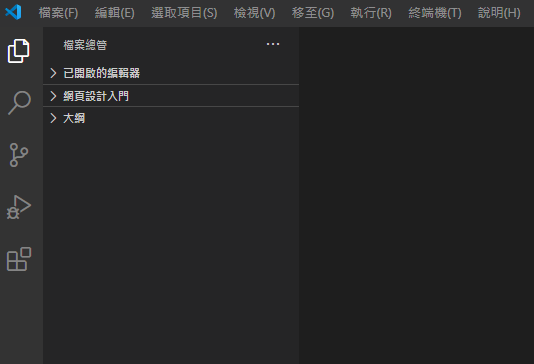 檔案(F) 編輯(E) 選取項目(S) 檢視(V) 移至(G) 執行(R) 終端機(T) 說明(H)
檔案總管
已開啟的編輯器
網頁設計入門
大綱